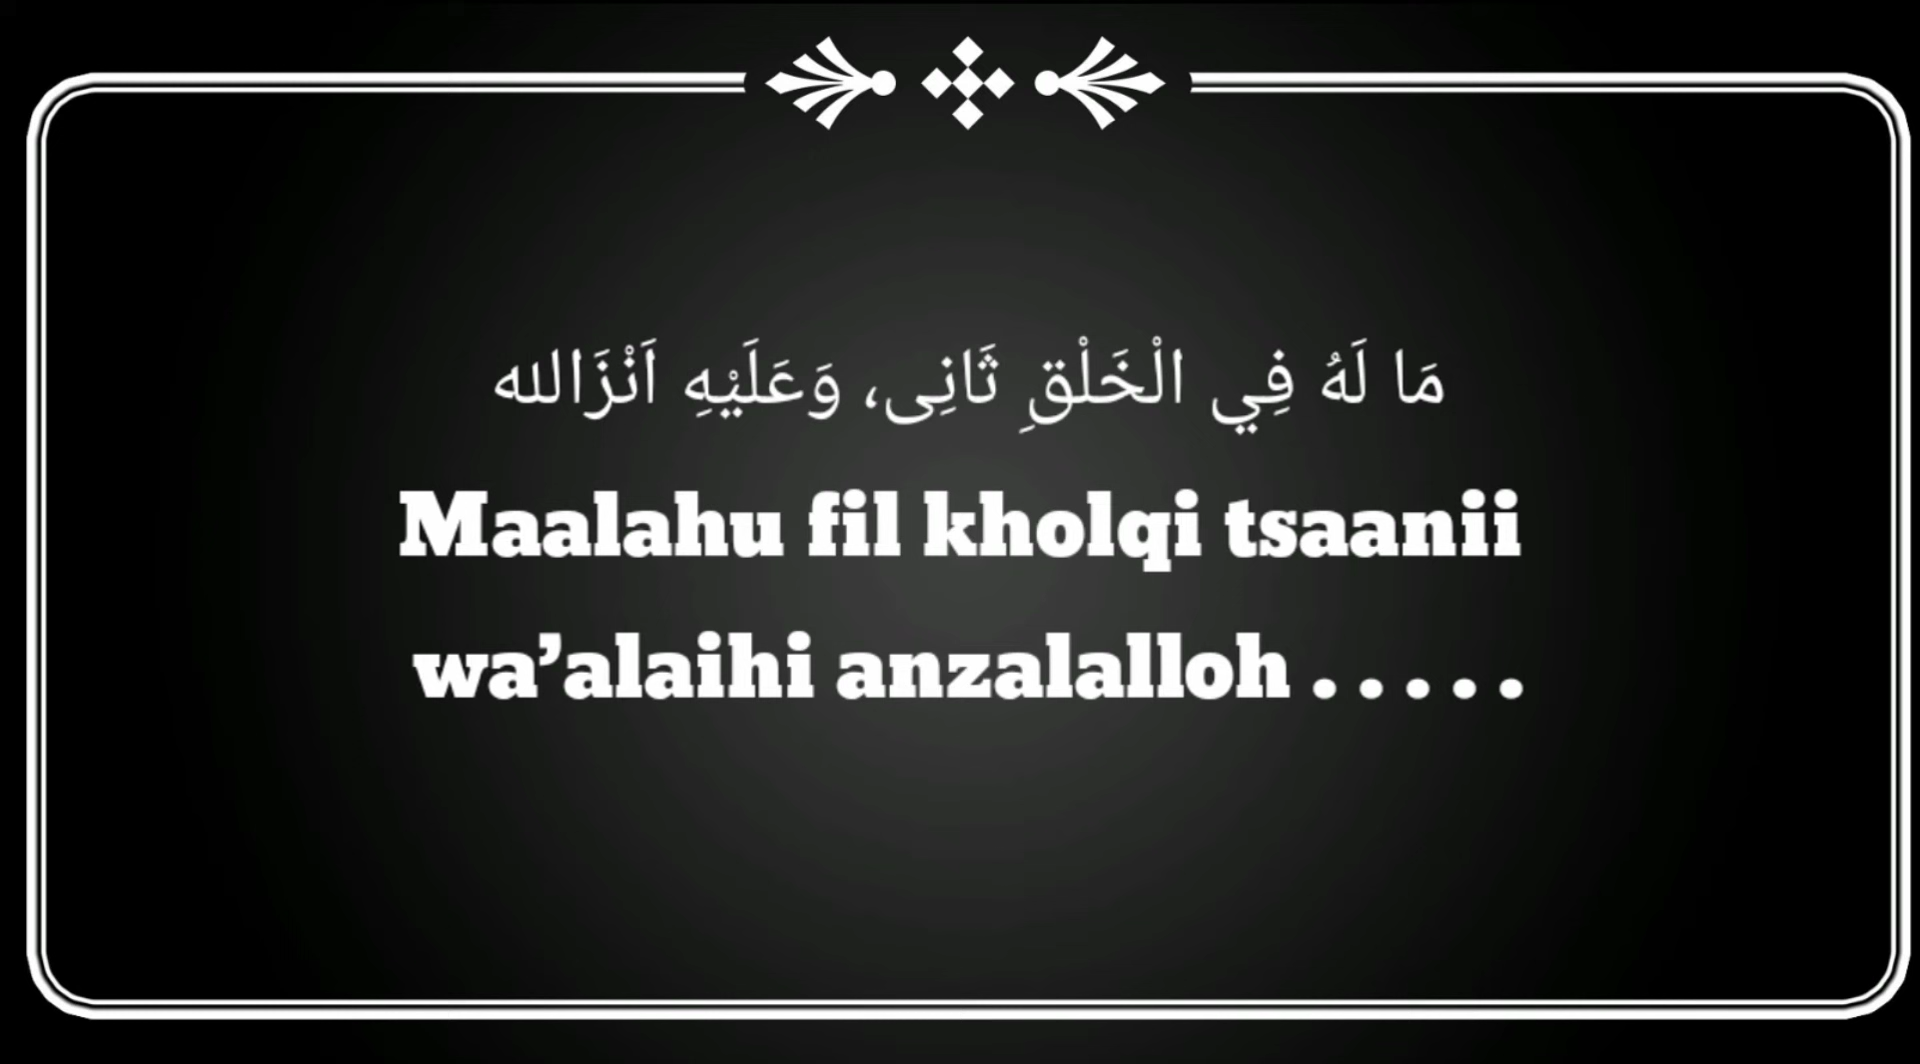 مَا لَهُ فِي الْخَلْقِ ثَانِى، وَعَلَيْهِ اَنْزَالله
Maalahu fil kholqi tsaanii
wa’alaihi anzalalloh . . . . .